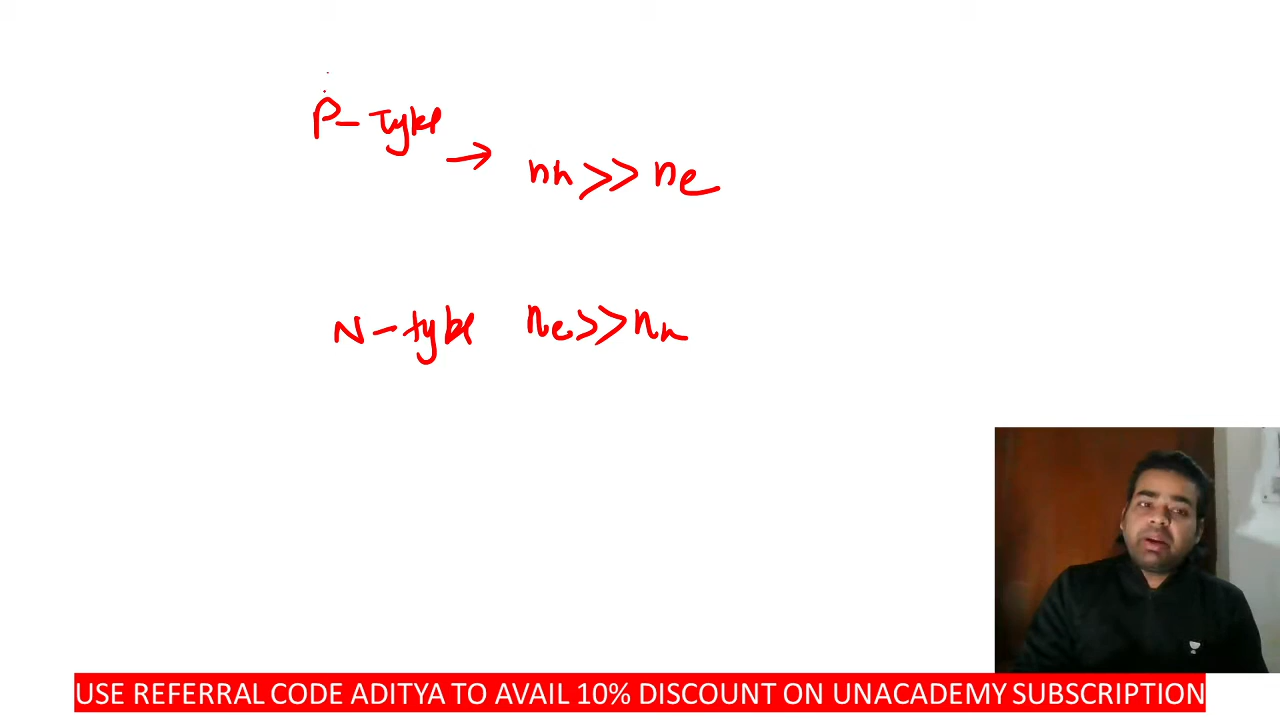 P- Type
→ nh >> ne
N-type ne>>nh
USE REFERRAL CODE ADITYA TO AVAIL 10% DISCOUNT ON UNACADEMY SUBSCRIPTION